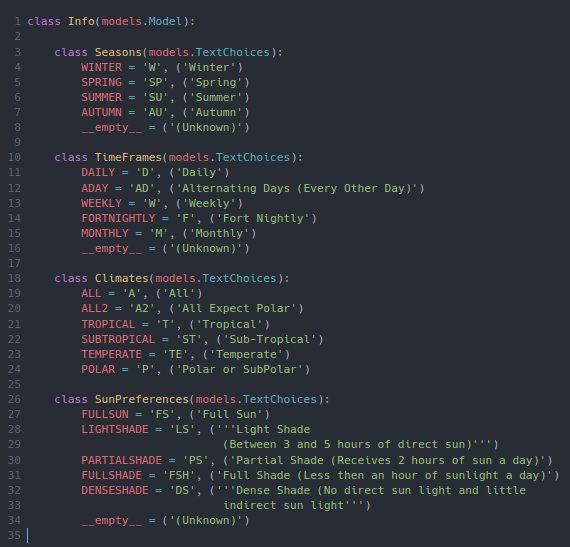 1 class Info(models.Model):
2
3     class Seasons(models.TextChoices):
4         WINTER = 'W', ('Winter')
5         SPRING = 'SP', ('Spring')
6         SUMMER = 'SU', ('Summer')
7         AUTUMN = 'AU', ('Autumn')
8         __empty__ = ('(Unknown)')
9
10     class TimeFrames(models.TextChoices):
11         DAILY = 'D', ('Daily')
12         ADAY = 'AD', ('Alternating Days (Every Other Day)')
13         WEEKLY = 'W', ('Weekly')
14         FORTNIGHTLY = 'F', ('Fort Nightly')
15         MONTHLY = 'M', ('Monthly')
16         __empty__ = ('(Unknown)')
17
18     class Climates(models.TextChoices):
19         ALL = 'A', ('All')
20         ALL2 = 'A2', ('All Expect Polar')
21         TROPICAL = 'T', ('Tropical')
22         SUBTROPICAL = 'ST', ('Sub-Tropical')
23         TEMPERATE = 'TE', ('Temperate')
24         POLAR = 'P', ('Polar or SubPolar')
25
26     class SunPreferences(models.TextChoices):
27         FULLSUN = 'FS', ('Full Sun')
28         LIGHTSHADE = 'LS', ('''Light Shade
29                              (Between 3 and 5 hours of direct sun)''')
30         PARTIALSHADE = 'PS', ('Partial Shade (Receives 2 hours of sun a day)')
31         FULLSHADE = 'FSH', ('Full Shade (Less then an hour of sunlight a day)')
32         DENSESHADE = 'DS', ('''Dense Shade (No direct sun light and little
33                              indirect sun light''')
34         __empty__ = ('(Unknown)')
35